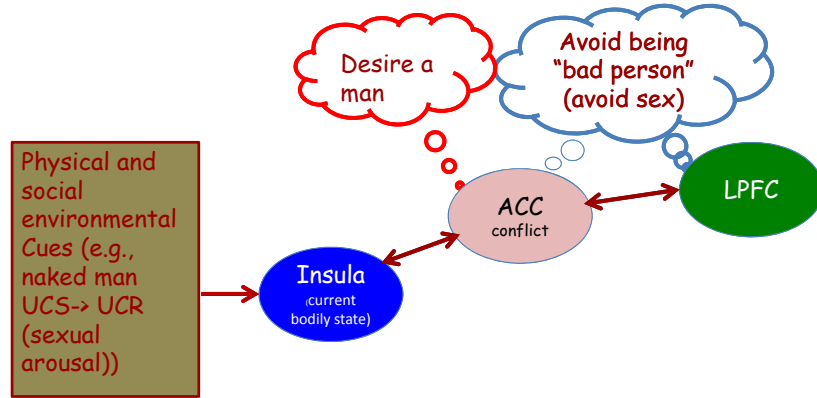 Desire a
man
Avoid being
“bad person”
(avoid sex)
Physical and
social
environmental
Cues (e.g.,
naked man
UCS-> UCR
(sexual
arousal))
Insula
(current
bodily state)
ACC
conflict
LPFC